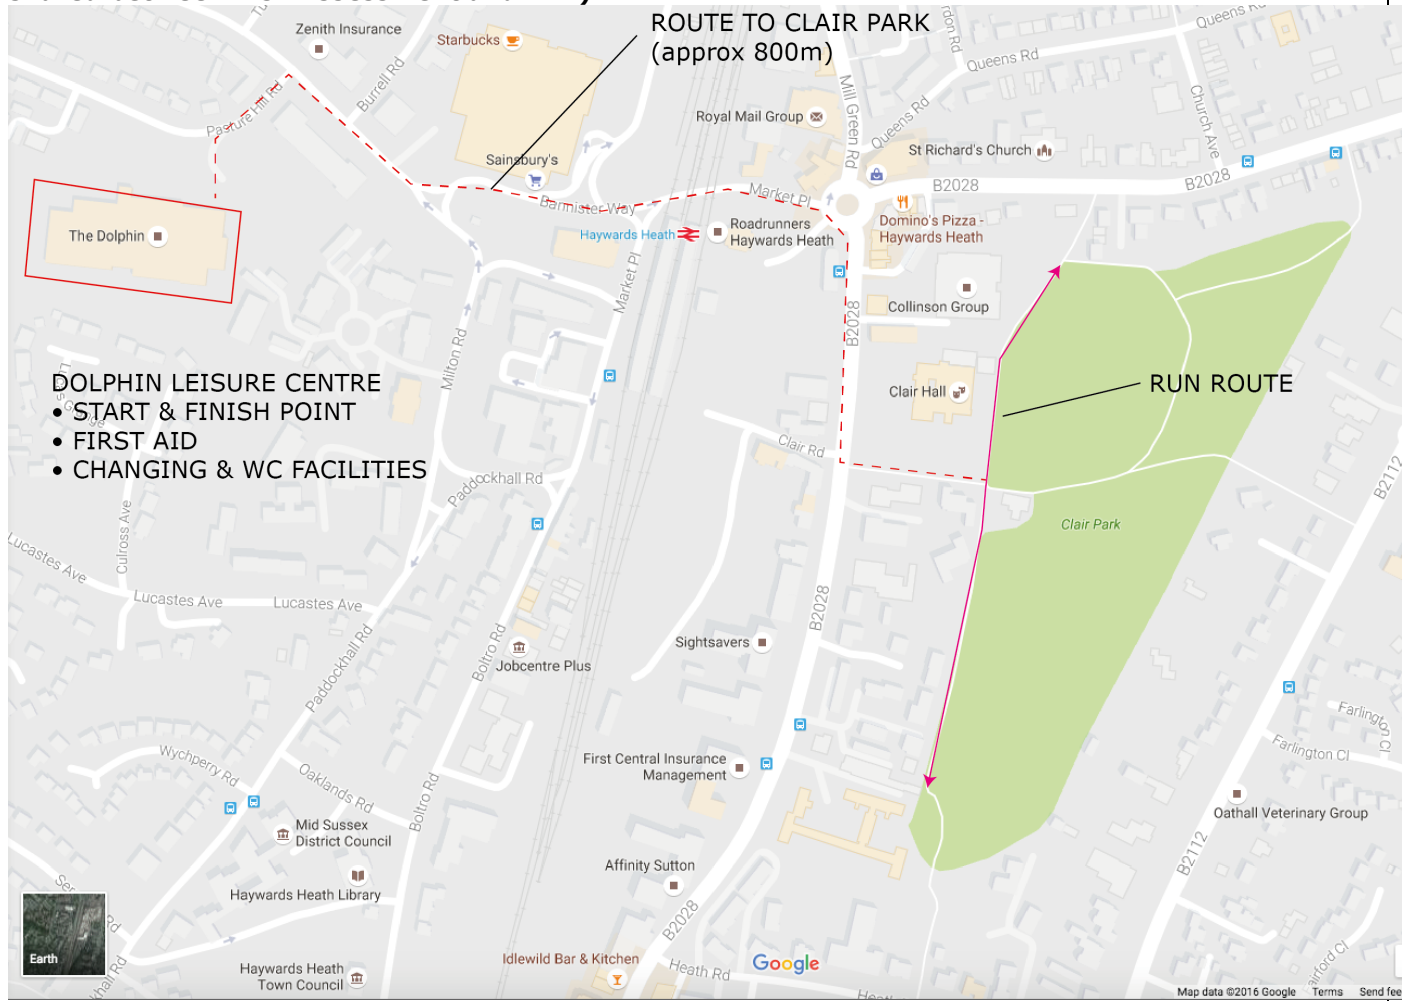 ROUTE TO CLAIR PARK
(approx 800m)
Zenith Insurance
Starbucks
Burrell Rd
Pasture Hill Rd
Sainsbury's
Bannister Way
Haywards Heath
Market Pl
Market Pl
Royal Mail Group
Mill Green Rd
Queens Rd
Queens Rd
Queens Rd
Church Ave
St Richard's Church
B2028
B2028
Roadrunners
Haywards Heath
Domino's Pizza -
Haywards Heath
The Dolphin
Collinson Group
B2028
Milton Rd
DOLPHIN LEISURE CENTRE
• START & FINISH POINT
• FIRST AID
• CHANGING & WC FACILITIES
Clair Hall
RUN ROUTE
Clair Rd
Paddockhall Rd
B2112
Clair Park
Culross Ave
Lucastes Ave
Lucastes Ave
Lucastes Ave
B2028
Sightsavers
Jobcentre Plus
Boltro Rd
Paddockhall Rd
Farlington Cl
Farlington Cl
Wychperry Rd
Oaklands Rd
Boltro Rd
First Central Insurance
Management
Oathall Veterinary Group
B2112
Mid Sussex
District Council
Affinity Sutton
Haywards Heath Library
B2028
Earth
Idlewild Bar & Kitchen
Haywards Heath
Town Council
Heath Rd
Google
Map data ©2016 Google
Terms
Send fee